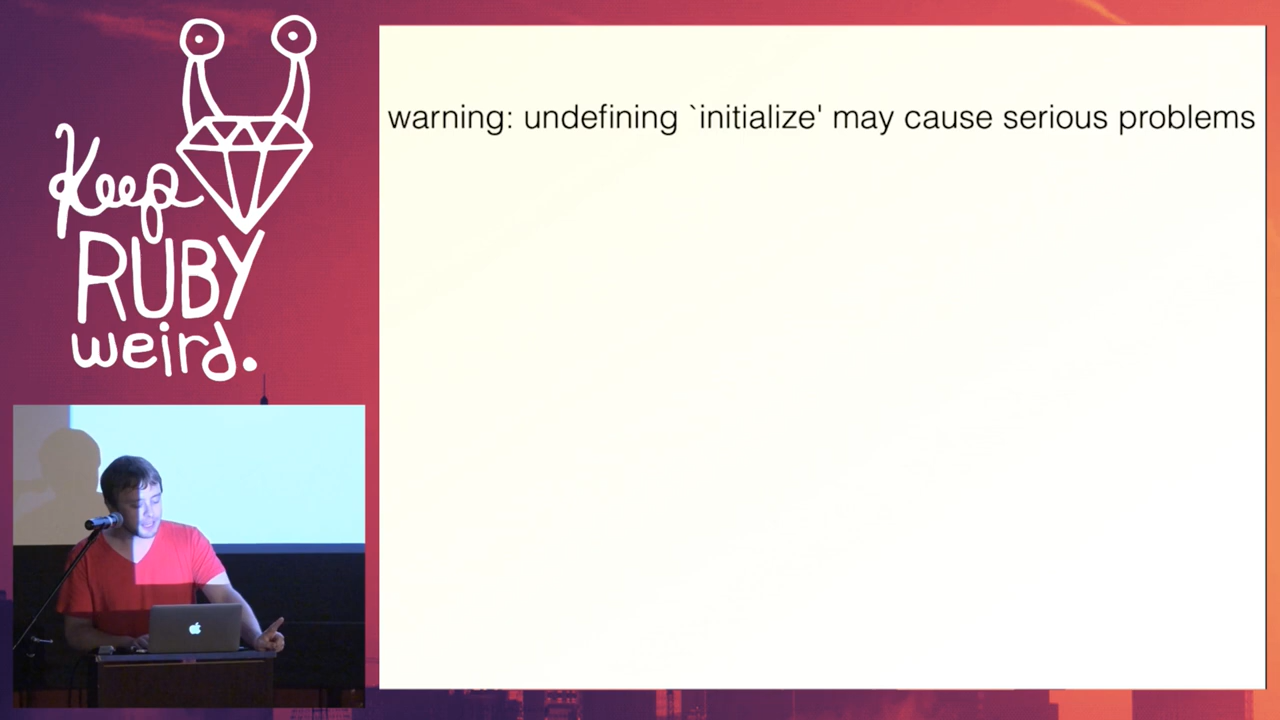 Keep
RUBY
weird.
warning: undefining `initialize' may cause serious problems